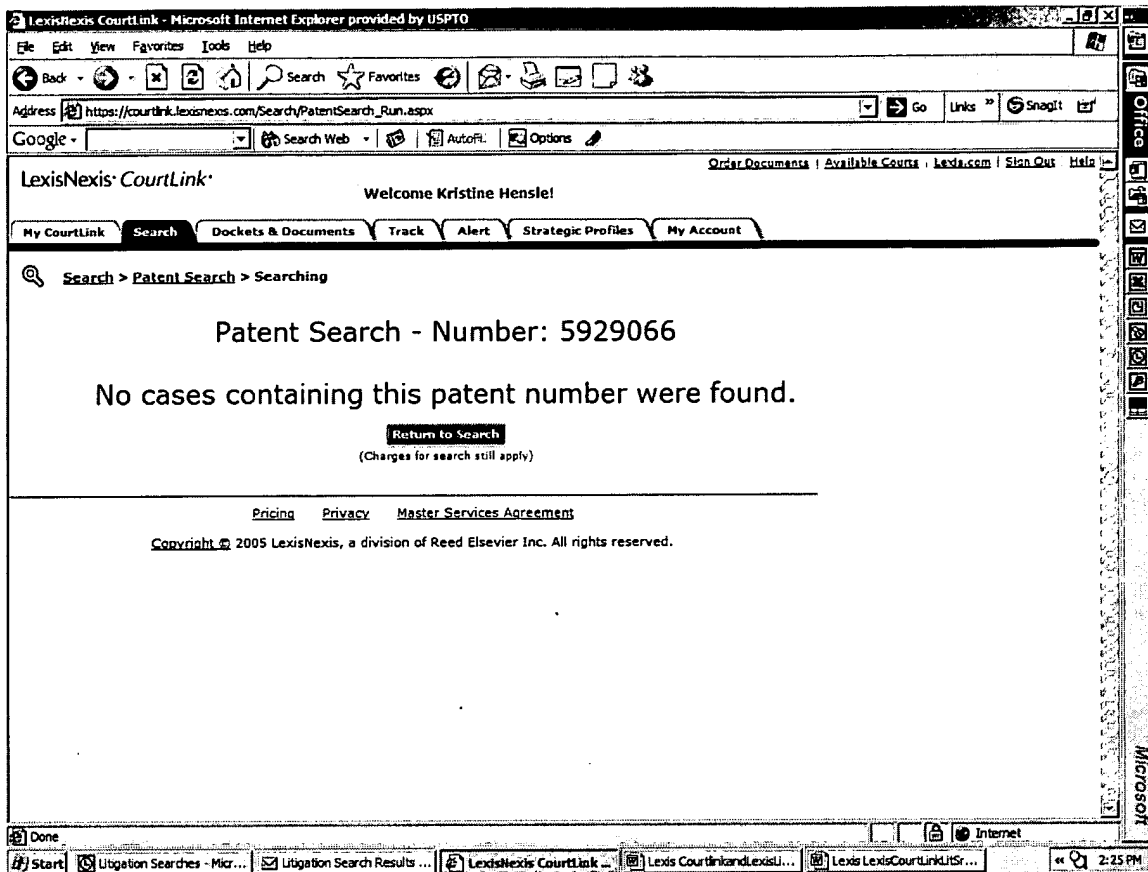 LexisNexis CourtLink - Microsoft Internet Explorer provided by USPTO
File Edit View Favorites Tools Help
Back Search Favorites
Address https://courtlink.lexisnexs.com/Search/PatentSearch_Run.aspx Go Links » SnagIt
Google - Search Web AutoFill Options
Order Documents | Available Courts | Lexis.com | Sign Out Help
LexisNexis CourtLink
Welcome Kristine Hensle!
My CourtLink Search Dockets & Documents Track Alert Strategic Profiles My Account
Search > Patent Search > Searching
Patent Search - Number: 5929066
No cases containing this patent number were found.
Return to Search
(Charges for search still apply)
Pricing Privacy Master Services Agreement
Copyright © 2005 LexisNexis, a division of Reed Elsevier Inc. All rights reserved.
Office
Microsoft
Done Internet
Start Litigation Searches - Micr... Litigation Search Results ... LexisNexis CourtLink ... Lexis CourtlinkandLexisLi... Lexis LexisCourtLinkLitSr... « 2:25 PM